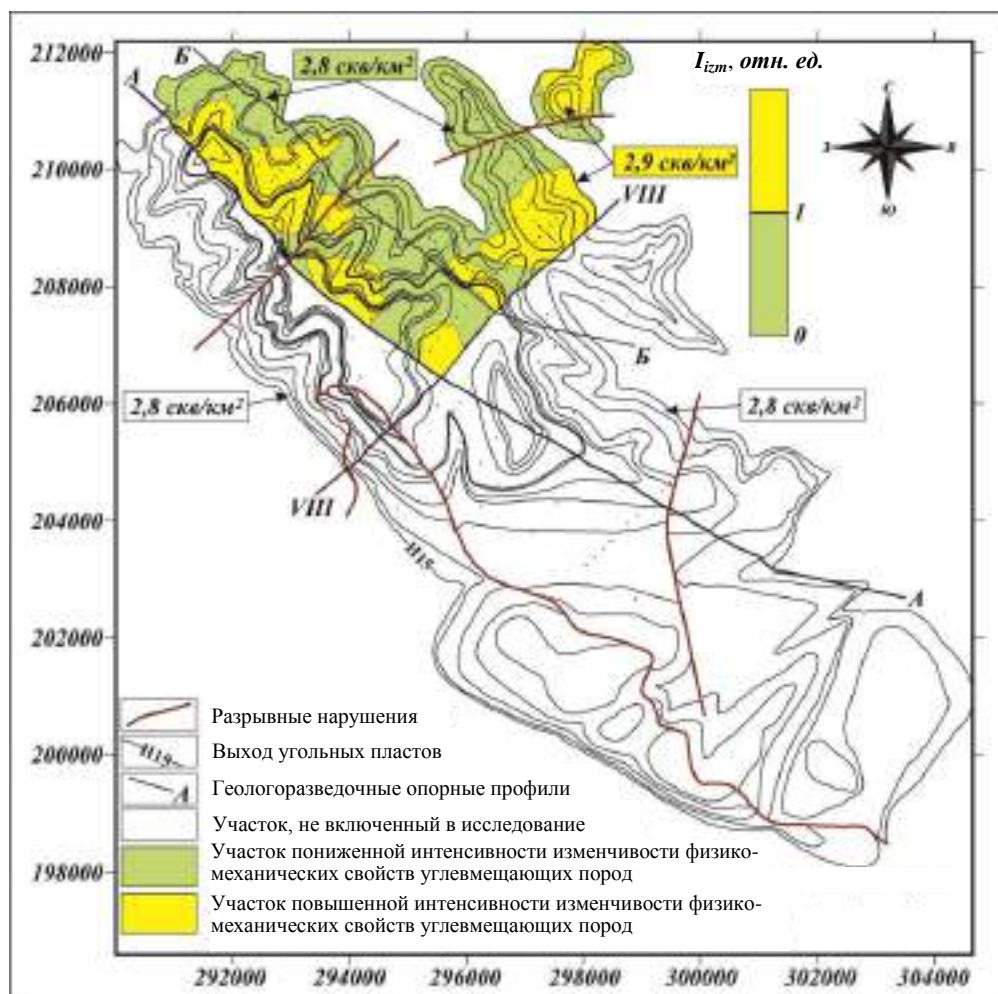 212000
210000
208000
206000
204000
202000
200000
198000
Б
А
2,8 скв/км²
I_izm, отн. ед.
1
0
С
З
В
Ю
2,9 скв/км²
VIII
Б
2,8 скв/км²
2,8 скв/км²
VIII
Н15
А
Разрывные нарушения
Н19
Выход угольных пластов
А
Геологоразведочные опорные профили
Участок, не включенный в исследование
Участок пониженной интенсивности изменчивости физико-
механических свойств углевмещающих пород
Участок повышенной интенсивности изменчивости физико-
механических свойств углевмещающих пород
292000 294000 296000 298000 300000 302000 304000